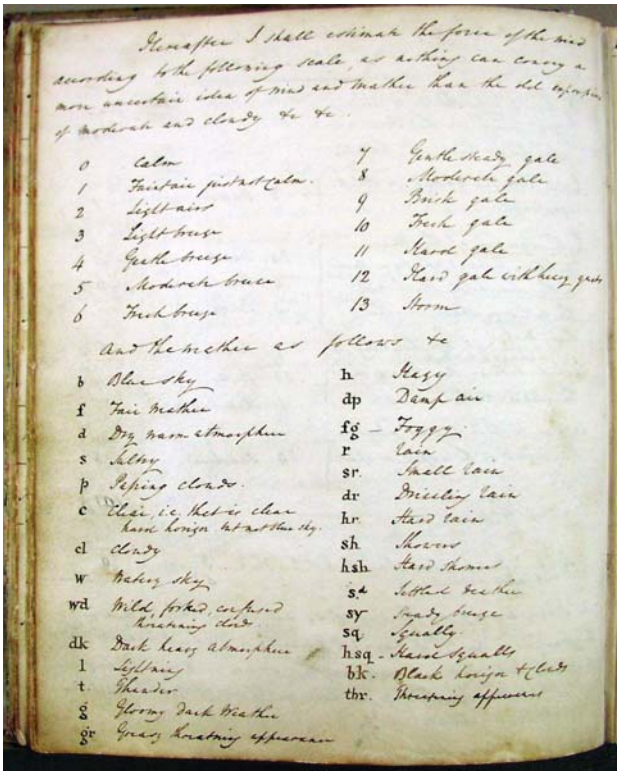 Hereafter I shall estimate the force of the wind
according to the following scale, as nothing can convey a
more uncertain idea of wind and weather than the old expressions
of moderate and cloudy &c &c.
0 Calm
1 Faint air just not calm.
2 Light airs
3 Light breeze
4 Gentle breeze
5 Moderate breeze
6 Fresh breeze
7 Gentle steady gale
8 Moderate gale
9 Brisk gale
10 Fresh gale
11 Hard gale
12 Hard gale with heavy gusts
13 Storm
and the weather as follows &c
b Blue sky
f Fair weather
d Dry warm atmosphere
s Sultry
p Passing clouds.
c Clear, i.e. that is clear
hard horizon but not blue sky.
cl cloudy
w Watery sky
wd Wild, forked, confused
threatening clouds.
dk Dark heavy atmosphere
l Lightning
t. Thunder
g Gloomy dark weather
gr Greasy threatning appearance
h Hazy
dp Damp air
fg - Foggy.
r rain
sr. Small rain
dr Drizzling rain
hr. Hard rain
sh Showers
hsh Hard showers
s.d Settled weather
sy Steady breeze
sq Squally.
h.sq - Hard squalls
bk. Black horizon & clouds
thr. Threatening appearance